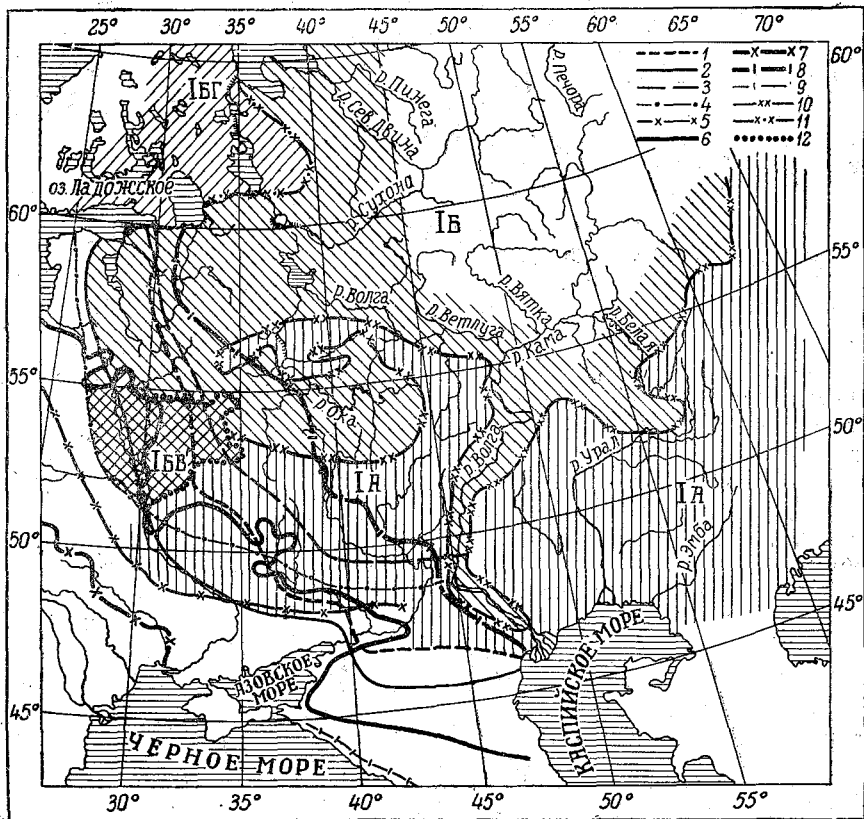 25° 30° 35° 40° 45° 50° 55° 60° 65° 70°
60°
1 7
2 8
3 9
4 10
5 11
6 12
IБГ
р. Пинега
р. Печора
р. Сев Двина
оз. Ладожское
р. Сухона
60°
IБ
55°
р. Волга
р. Ветлуга
р. Вятка
р. Кама
р. Белая
55°
р. Ока
50°
IБВ
IА
р. Волга
р. Урал
IА
р. Эмба
50°
45°
АЗОВСКОЕ
МОРЕ
КАСПИЙСКОЕ МОРЕ
45°
ЧЕРНОЕ МОРЕ
30° 35° 40° 45° 50° 55°